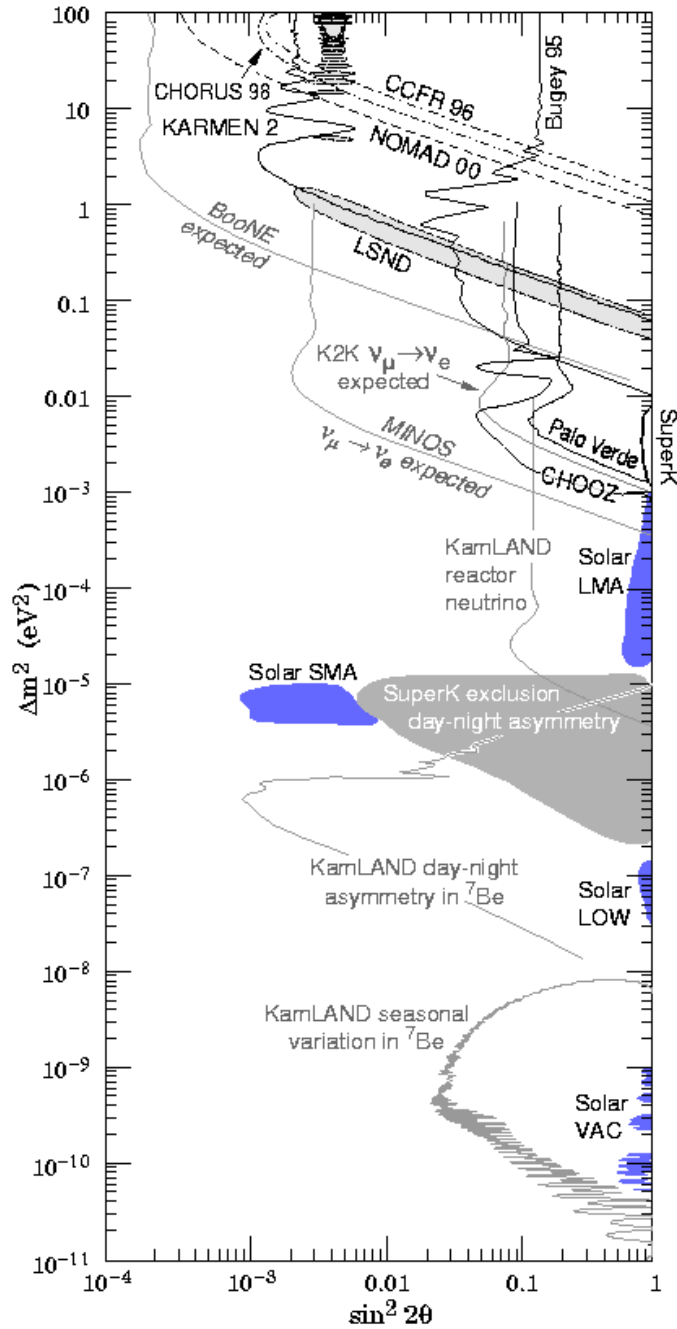 100
CHORUS 98
CCFR 96
Bugey 95
10
KARMEN 2
NOMAD 00
1
BooNE
expected
LSND
0.1
K2K νμ→νe
expected
0.01
MINOS
νμ → νe expected
Palo Verde
SuperK
CHOOZ
10⁻³
KamLAND
reactor
neutrino
Solar
LMA
10⁻⁴
Δm² (eV²)
Solar SMA
10⁻⁵
SuperK exclusion
day-night asymmetry
10⁻⁶
10⁻⁷
KamLAND day-night
asymmetry in ⁷Be
Solar
LOW
10⁻⁸
KamLAND seasonal
variation in ⁷Be
10⁻⁹
Solar
VAC
10⁻¹⁰
10⁻¹¹
10⁻⁴
10⁻³
0.01
0.1
1
sin² 2θ